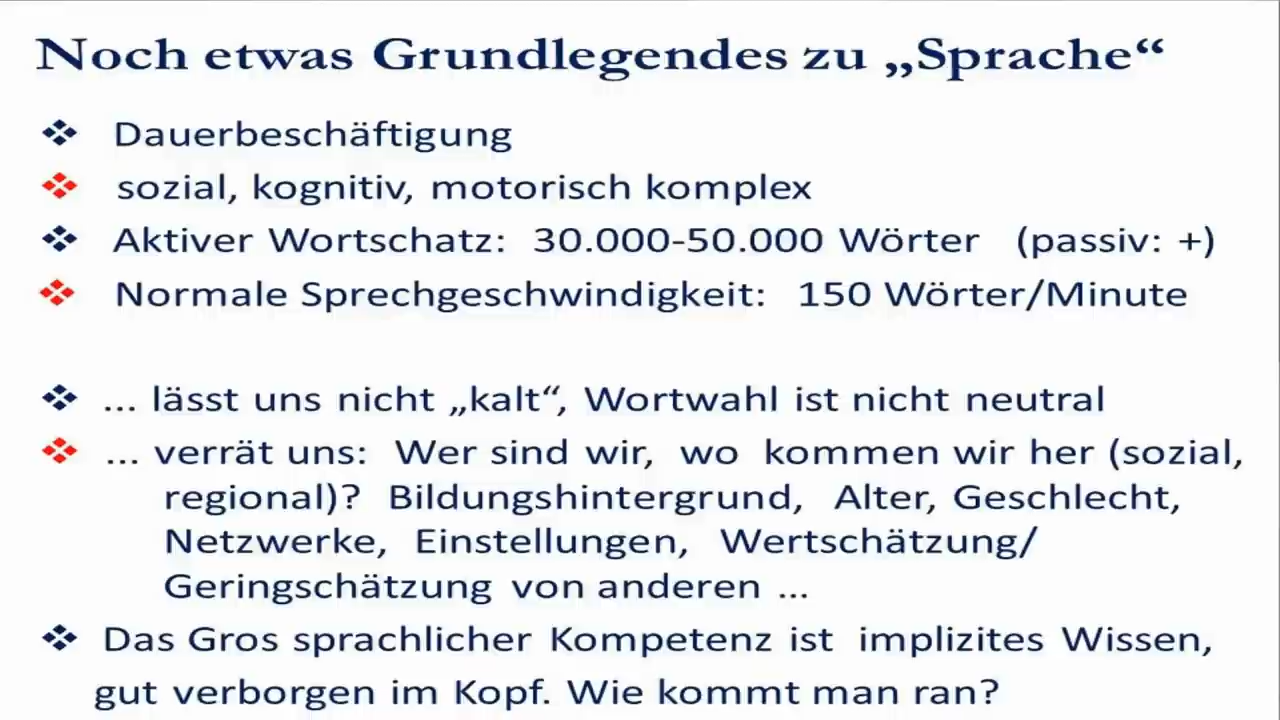 Noch etwas Grundlegendes zu „Sprache“
Dauerbeschäftigung
sozial, kognitiv, motorisch komplex
Aktiver Wortschatz: 30.000-50.000 Wörter (passiv: +)
Normale Sprechgeschwindigkeit: 150 Wörter/Minute
... lässt uns nicht „kalt“, Wortwahl ist nicht neutral
... verrät uns: Wer sind wir, wo kommen wir her (sozial,
regional)? Bildungshintergrund, Alter, Geschlecht,
Netzwerke, Einstellungen, Wertschätzung/
Geringschätzung von anderen ...
Das Gros sprachlicher Kompetenz ist implizites Wissen,
gut verborgen im Kopf. Wie kommt man ran?